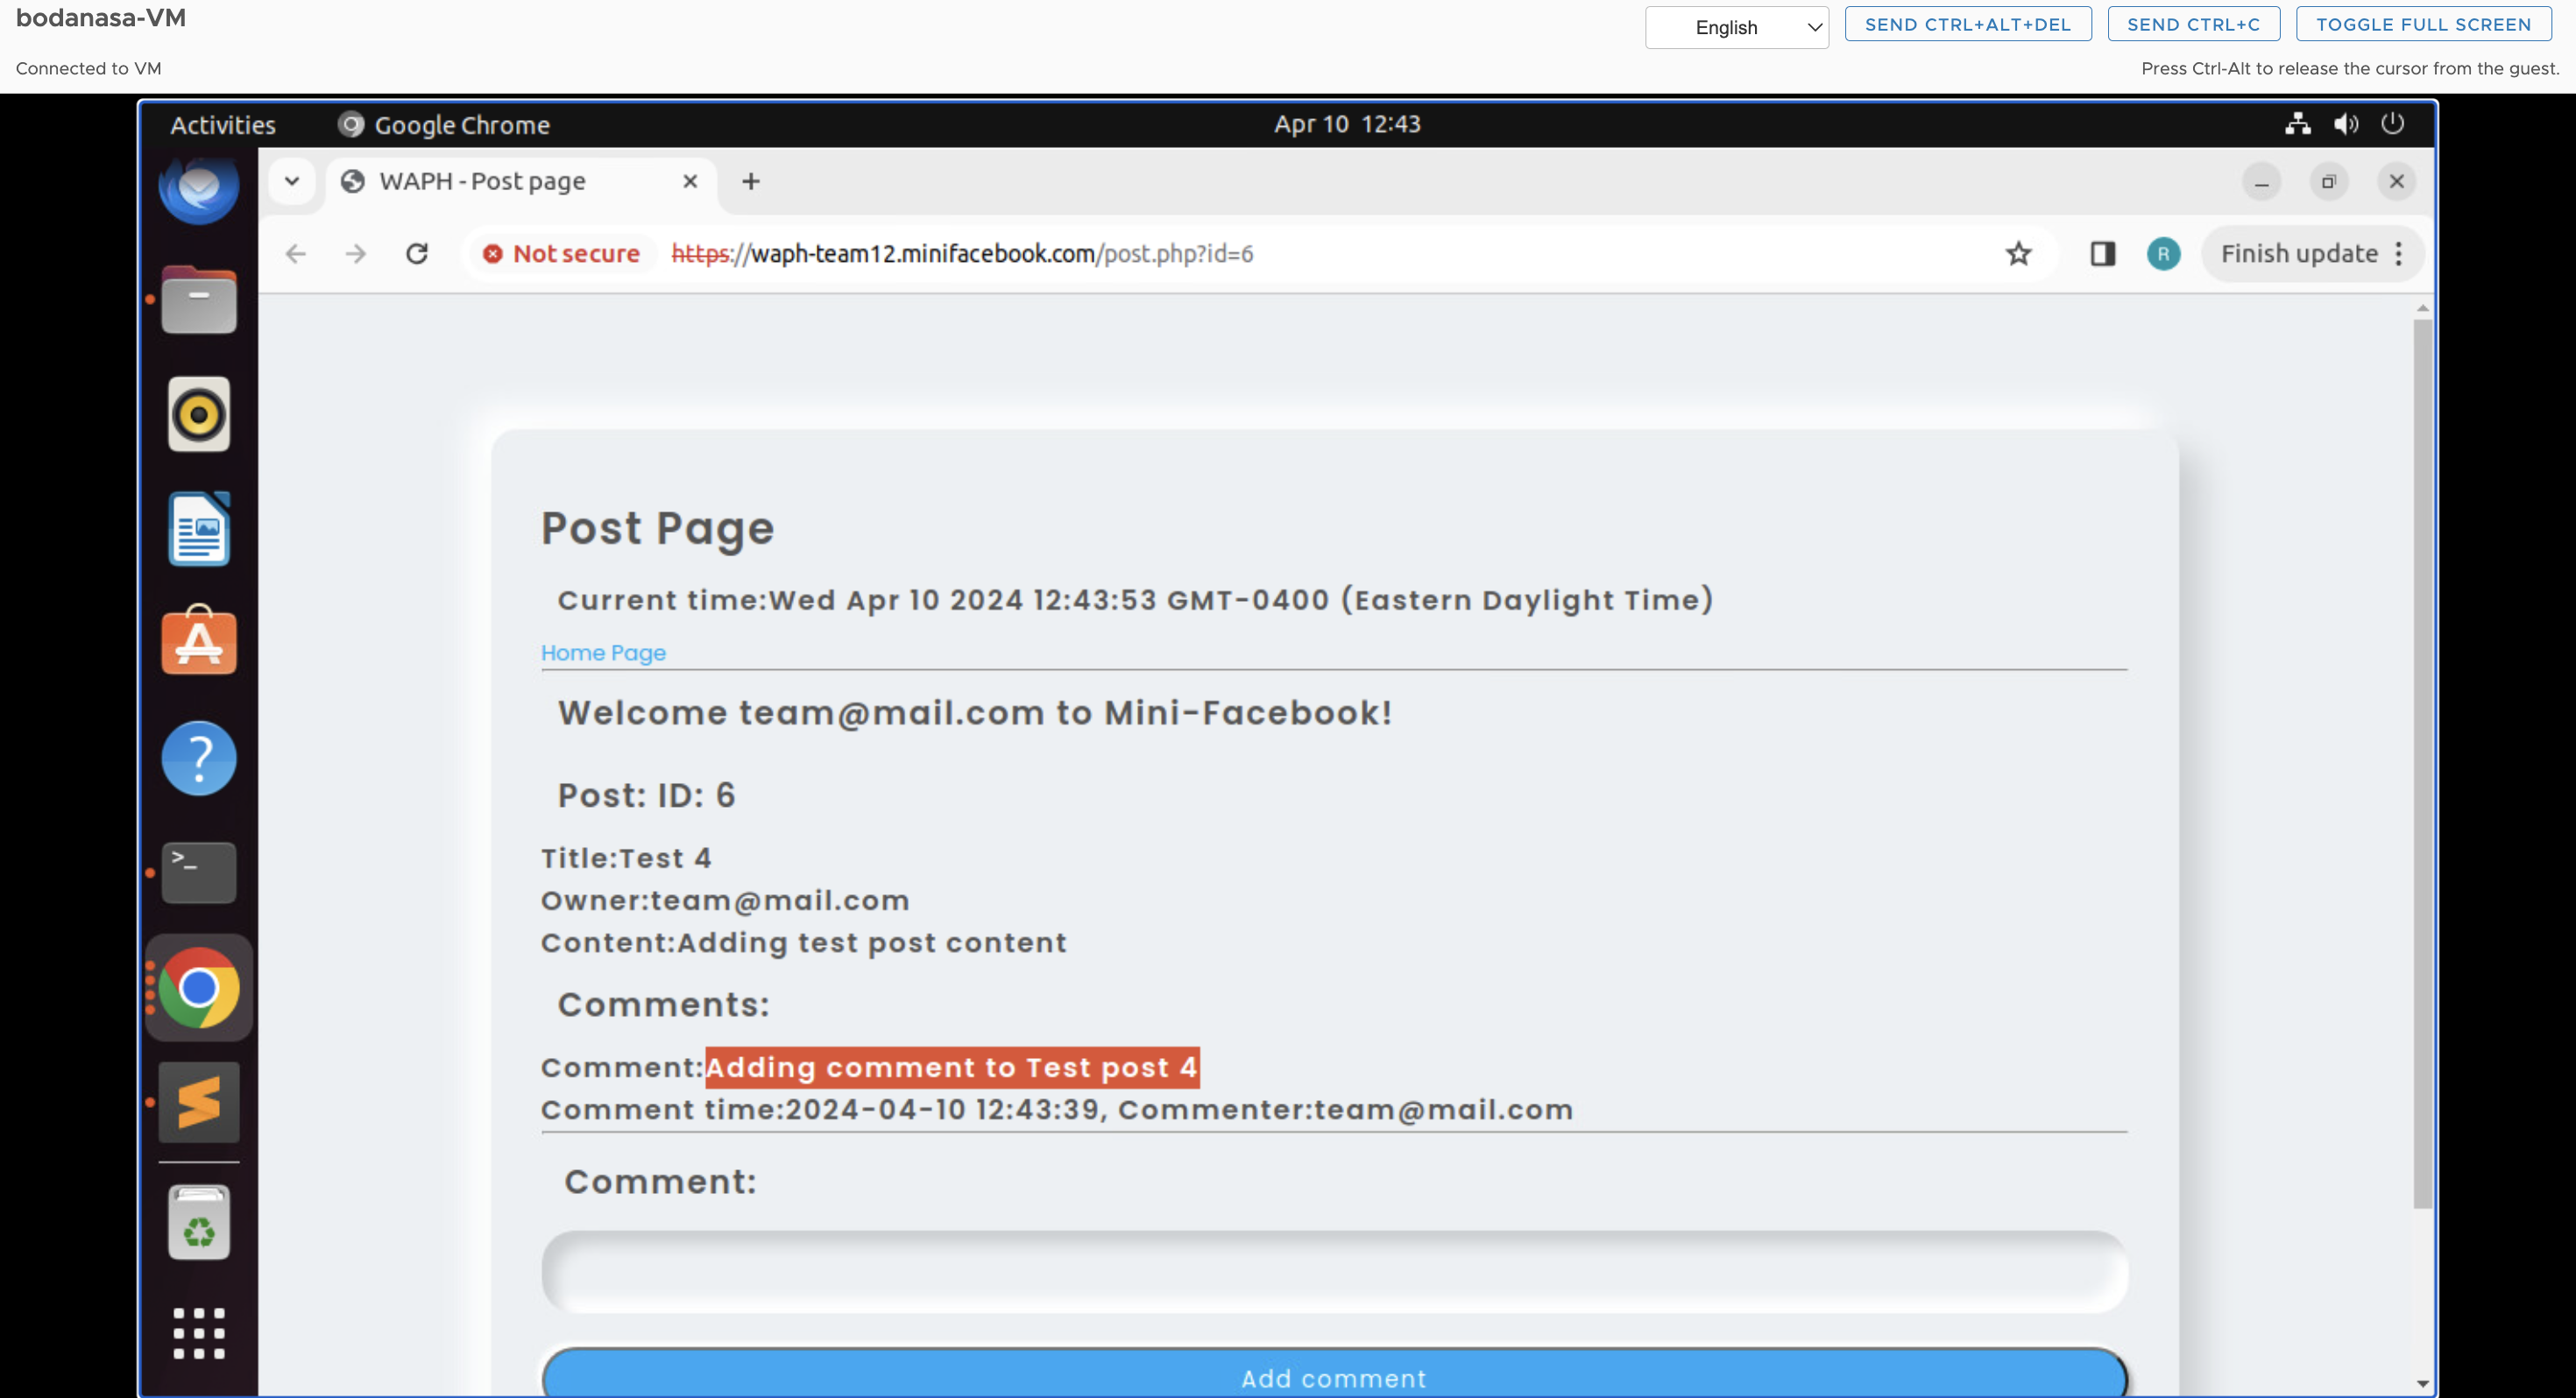 bodanasa-VM
English
SEND CTRL+ALT+DEL
SEND CTRL+C
TOGGLE FULL SCREEN
Connected to VM
Press Ctrl-Alt to release the cursor from the guest.
Activities
Google Chrome
Apr 10 12:43
WAPH - Post page
Not secure
https://waph-team12.minifacebook.com/post.php?id=6
R
Finish update
Post Page
Current time:Wed Apr 10 2024 12:43:53 GMT-0400 (Eastern Daylight Time)
Home Page
Welcome team@mail.com to Mini-Facebook!
Post: ID: 6
Title:Test 4
Owner:team@mail.com
Content:Adding test post content
Comments:
Comment:Adding comment to Test post 4
Comment time:2024-04-10 12:43:39, Commenter:team@mail.com
Comment:
Add comment